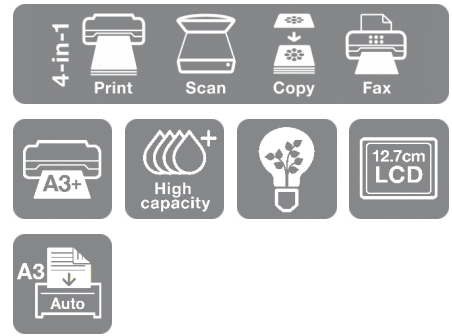 4-in-1
Print Scan Copy Fax
A3+
High
capacity
12.7cm
LCD
A3
Auto